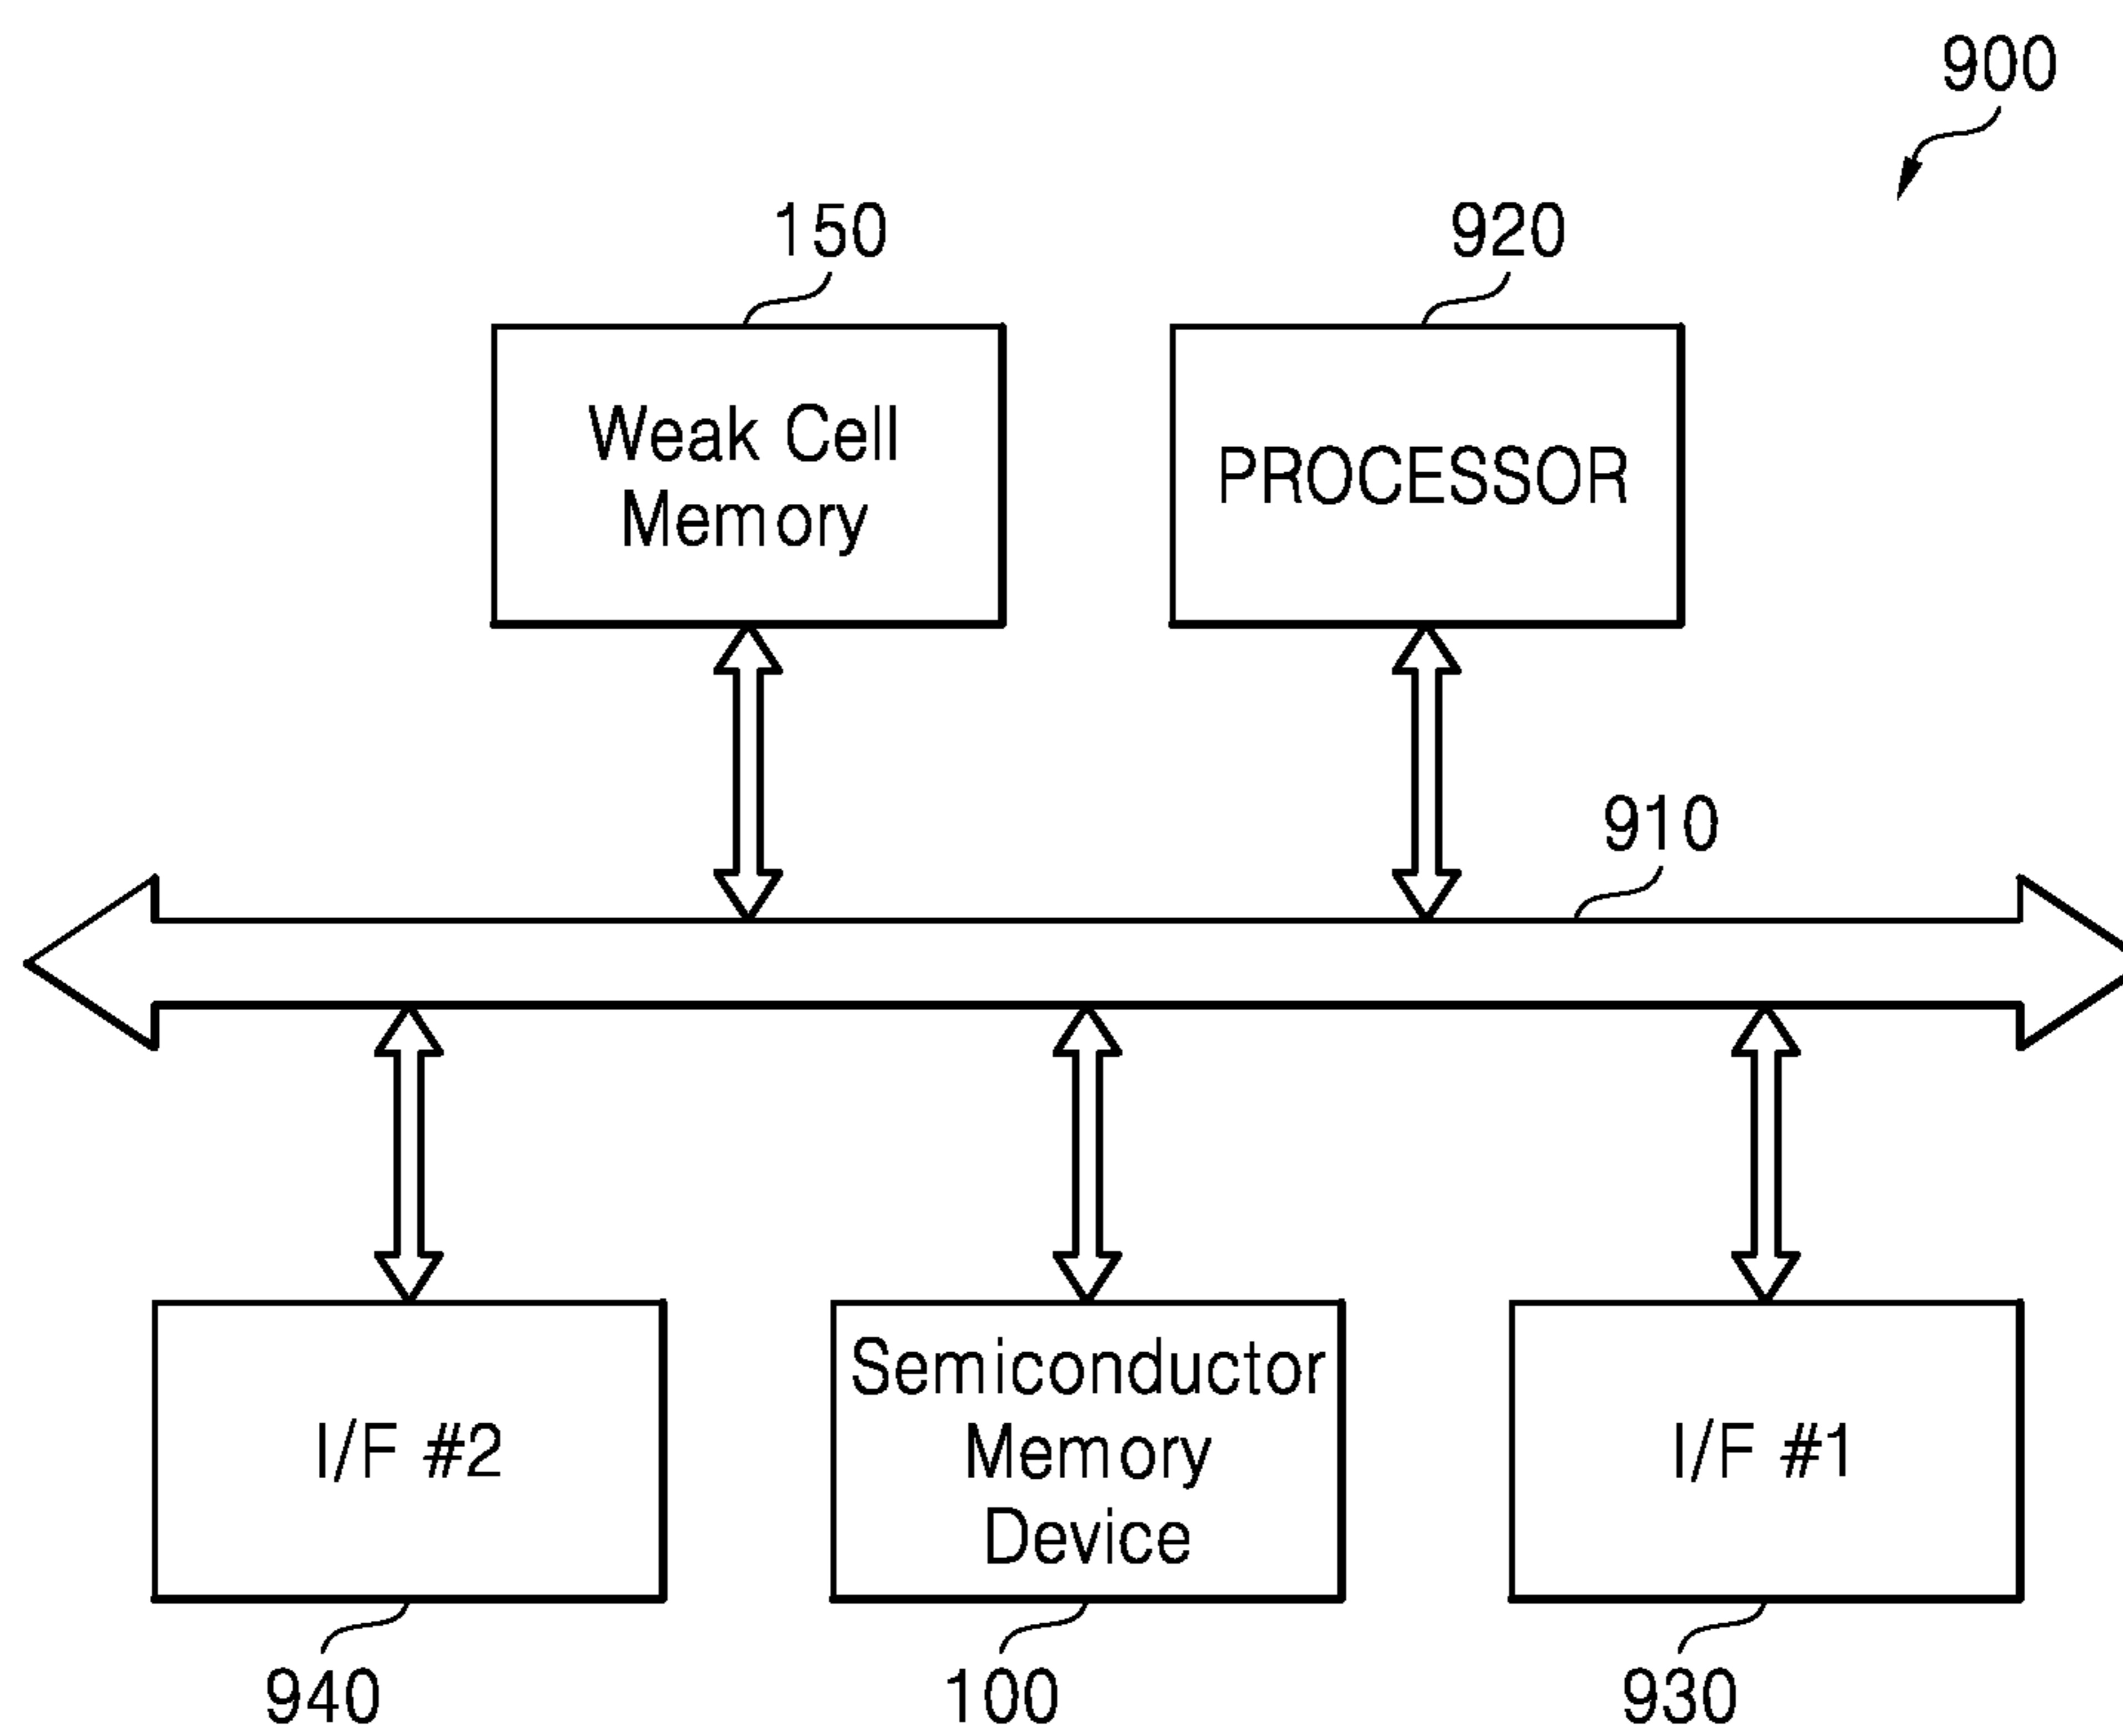 900
150
920
Weak Cell
Memory
PROCESSOR
910
I/F #2
Semiconductor
Memory
Device
I/F #1
940
100
930